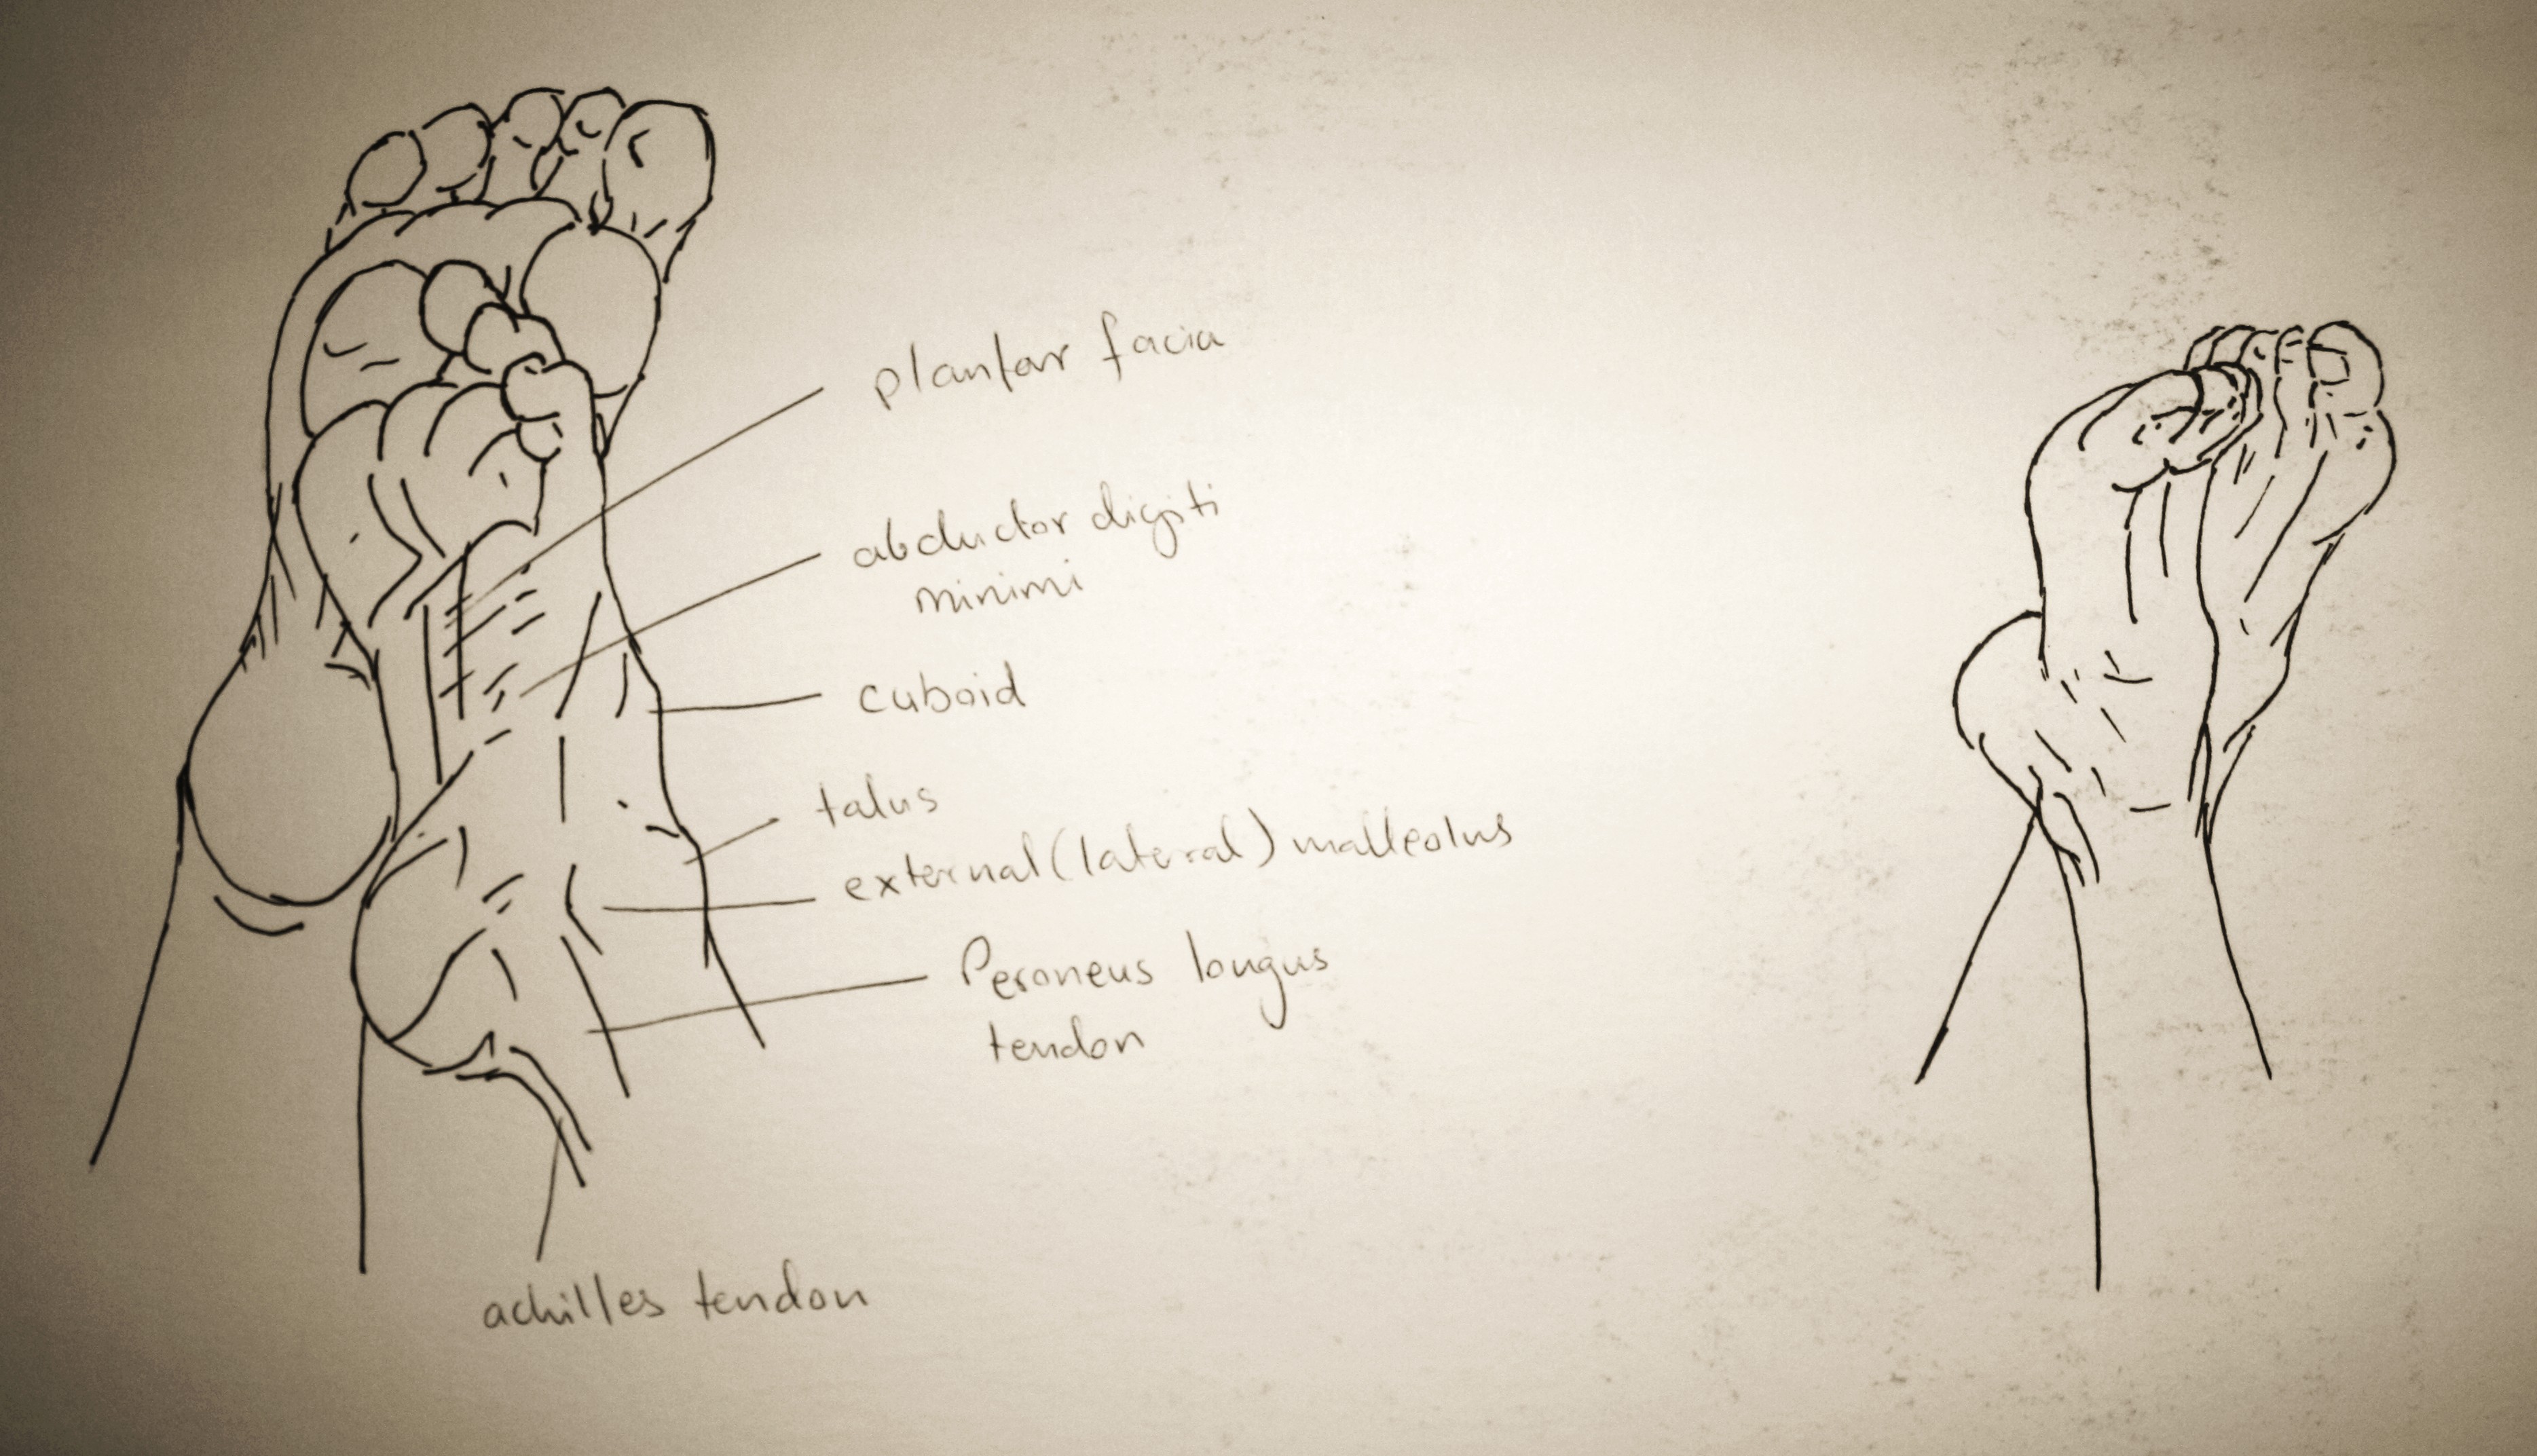 plantar facia
abductor digiti
minimi
cuboid
talus
external (lateral) malleolus
Peroneus longus
tendon
achilles tendon